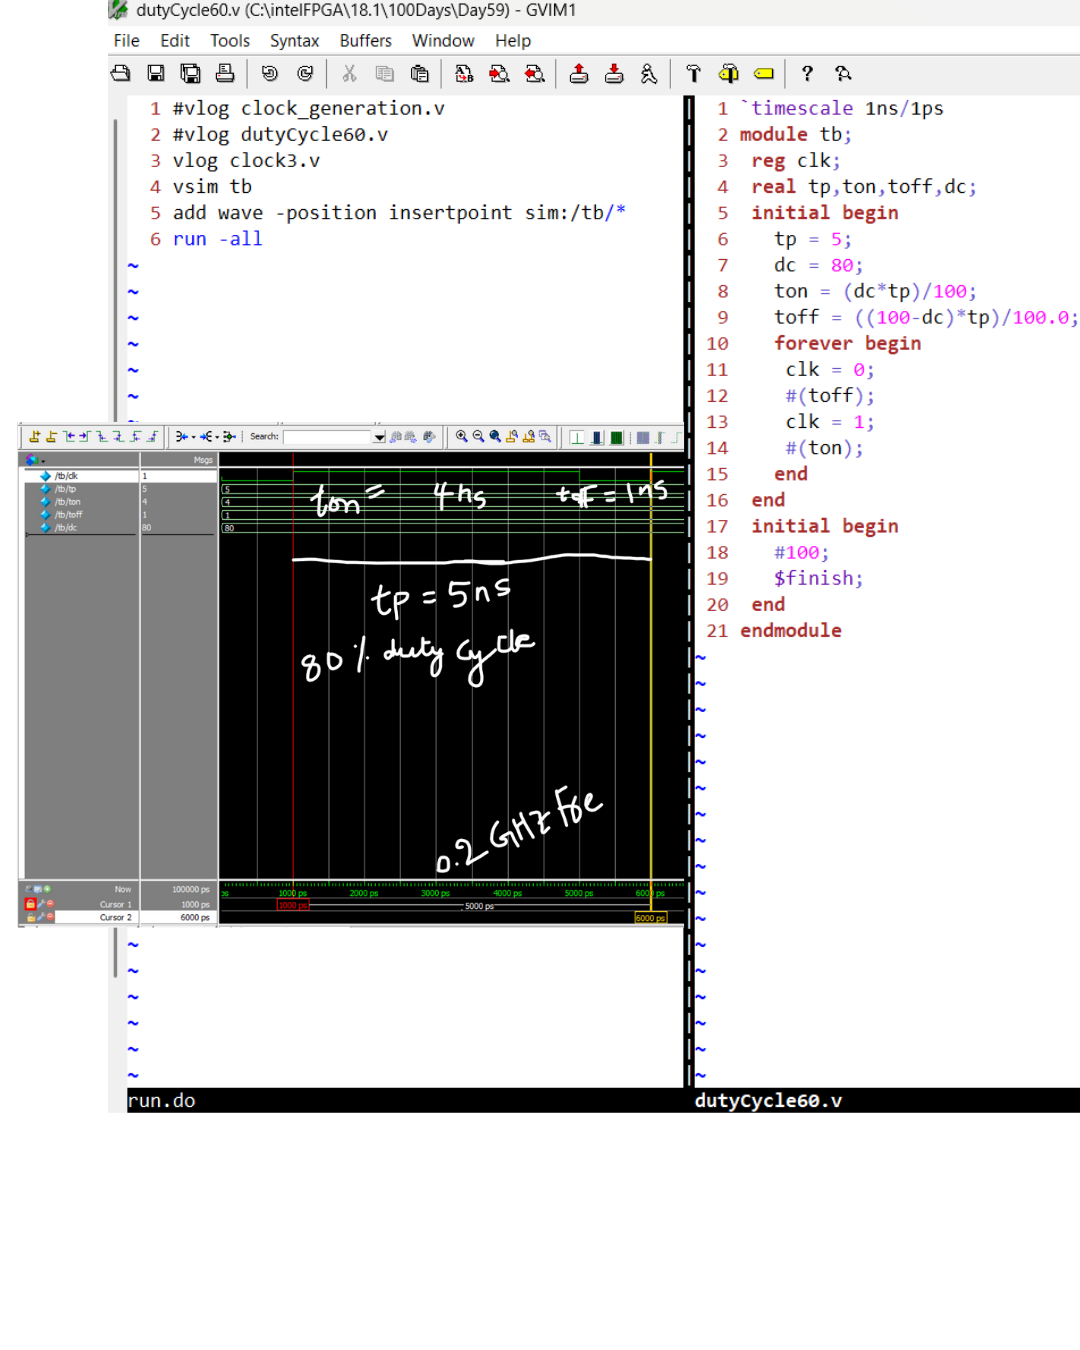 dutyCycle60.v (C:\intelFPGA\18.1\100Days\Day59) - GVIM1
File Edit Tools Syntax Buffers Window Help
1 #vlog clock_generation.v
2 #vlog dutyCycle60.v
3 vlog clock3.v
4 vsim tb
5 add wave -position insertpoint sim:/tb/*
6 run -all
~
~
~
~
~
~
1 `timescale 1ns/1ps
2 module tb;
3 reg clk;
4 real tp,ton,toff,dc;
5 initial begin
6 tp = 5;
7 dc = 80;
8 ton = (dc*tp)/100;
9 toff = ((100-dc)*tp)/100.0;
10 forever begin
11 clk = 0;
12 #(toff);
13 clk = 1;
14 #(ton);
15 end
16 end
17 initial begin
18 #100;
19 $finish;
20 end
21 endmodule
Search:
Msgs
/tb/clk 1
/tb/tp 5 5
/tb/ton 4 4
/tb/toff 1 1
/tb/dc 80 80
ton = 4ns toff = 1ns
tp = 5ns
80% duty cycle
0.2 GHz Fre
Now 100000 ps
Cursor 1 1000 ps
Cursor 2 6000 ps
ps 1000 ps 2000 ps 3000 ps 4000 ps 5000 ps 6000 ps
1000 ps 5000 ps
6000 ps
~
~
~
~
~
~
run.do
dutyCycle60.v